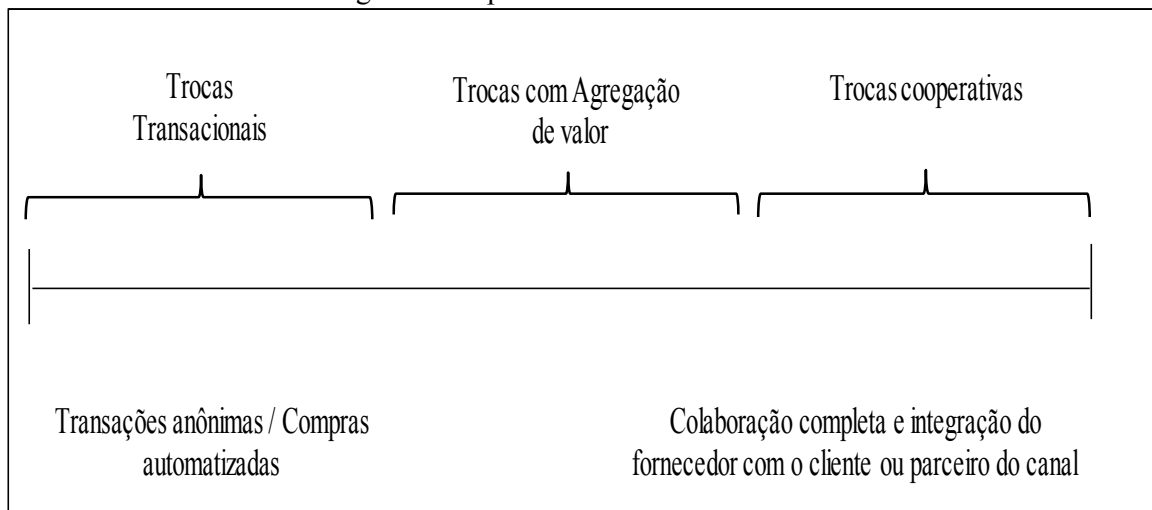 Trocas
Transacionais
Trocas com Agregação
de valor
Trocas cooperativas
Transações anônimas / Compras
automatizadas
Colaboração completa e integração do
fornecedor com o cliente ou parceiro do canal